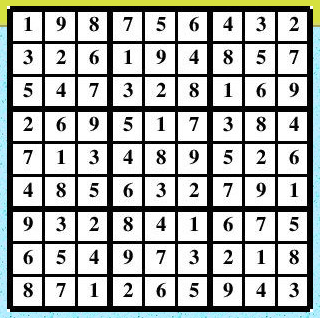 1 9 8 7 5 6 4 3 2
3 2 6 1 9 4 8 5 7
5 4 7 3 2 8 1 6 9
2 6 9 5 1 7 3 8 4
7 1 3 4 8 9 5 2 6
4 8 5 6 3 2 7 9 1
9 3 2 8 4 1 6 7 5
6 5 4 9 7 3 2 1 8
8 7 1 2 6 5 9 4 3